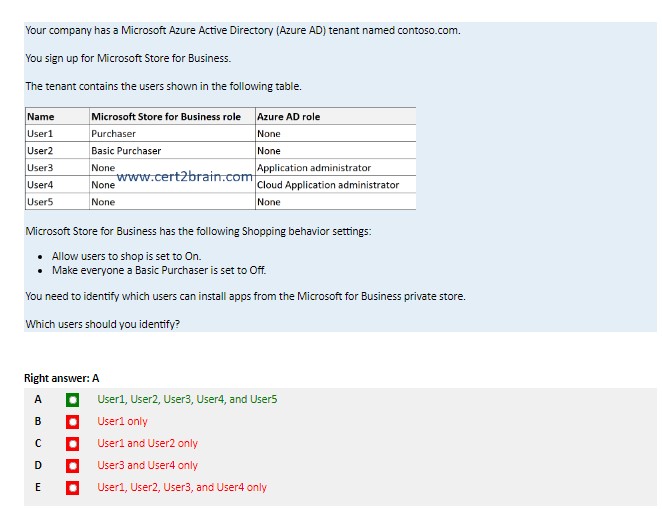 Your company has a Microsoft Azure Active Directory (Azure AD) tenant named contoso.com.
You sign up for Microsoft Store for Business.
The tenant contains the users shown in the following table.
Name Microsoft Store for Business role Azure AD role
User1 Purchaser None
User2 Basic Purchaser None
User3 None Application administrator
www.cert2brain.com
User4 None Cloud Application administrator
User5 None None
Microsoft Store for Business has the following Shopping behavior settings:
• Allow users to shop is set to On.
• Make everyone a Basic Purchaser is set to Off.
You need to identify which users can install apps from the Microsoft for Business private store.
Which users should you identify?
Right answer: A
A User1, User2, User3, User4, and User5
B User1 only
C User1 and User2 only
D User3 and User4 only
E User1, User2, User3, and User4 only